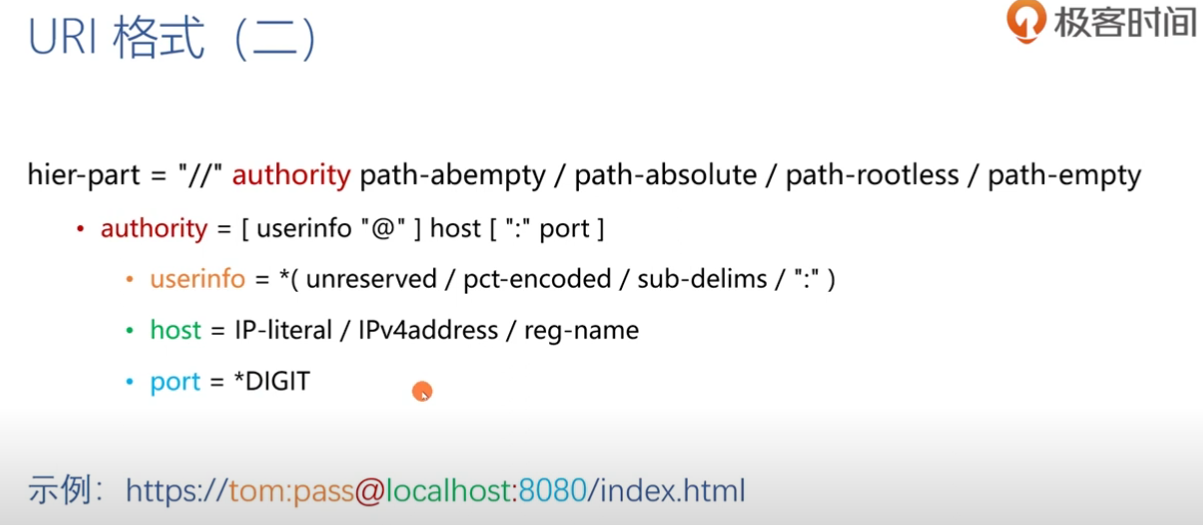 URI 格式（二）
极客时间
hier-part = "//" authority path-abempty / path-absolute / path-rootless / path-empty
• authority = [ userinfo "@" ] host [ ":" port ]
• userinfo = *( unreserved / pct-encoded / sub-delims / ":" )
• host = IP-literal / IPv4address / reg-name
• port = *DIGIT
示例：https://tom:pass@localhost:8080/index.html